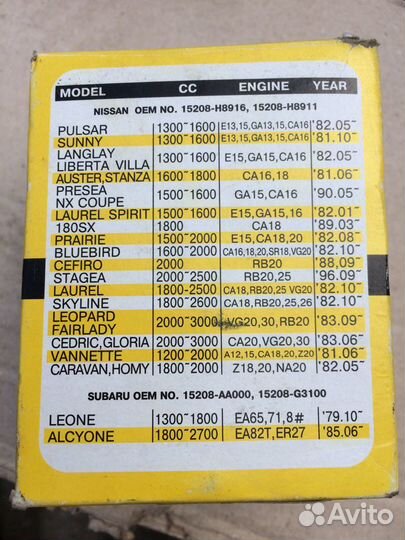 MODEL CC ENGINE YEAR
NISSAN OEM NO. 15208-H8916, 15208-H8911
PULSAR 1300~1600 E13,15,GA13,15,CA16 '82.05~
SUNNY 1300~1600 E13,15,GA13,15,CA16 '81.10~
LANGLAY
LIBERTA VILLA 1300~1600 E15,GA15,CA16 '82.05~
AUSTER,STANZA 1600~1800 CA16,18 '81.06~
PRESEA
NX COUPE 1500~1600 GA15,CA16 '90.05~
LAUREL SPIRIT 1500~1600 E15,GA15,16 '82.01~
180SX 1800 CA18 '89.03~
PRAIRIE 1500~2000 E15,CA18,20 '82.08~
BLUEBIRD 1600~2000 CA16,18,20,SR18,VG20 '82.10~
CEFIRO 2000 RB20 '88.09~
STAGEA 2000~2500 RB20,25 '96.09~
LAUREL 1800~2500 CA18,RB20,25 VG20 '82.10~
SKYLINE 1800~2600 CA18,RB20,25,26 '82.10~
LEOPARD
FAIRLADY 2000~3000 VG20,30,RB20 '83.09~
CEDRIC,GLORIA 2000~3000 CA20,VG20,30 '83.06~
VANNETTE 1200~2000 A12,15,CA18,20,Z20 '81.06~
CARAVAN,HOMY 1800~2000 Z18,20,NA20 '82.05~
SUBARU OEM NO. 15208-AA000, 15208-G3100
LEONE 1300~1800 EA65,71,8# '79.10~
ALCYONE 1800~2700 EA82T,ER27 '85.06~
Avito